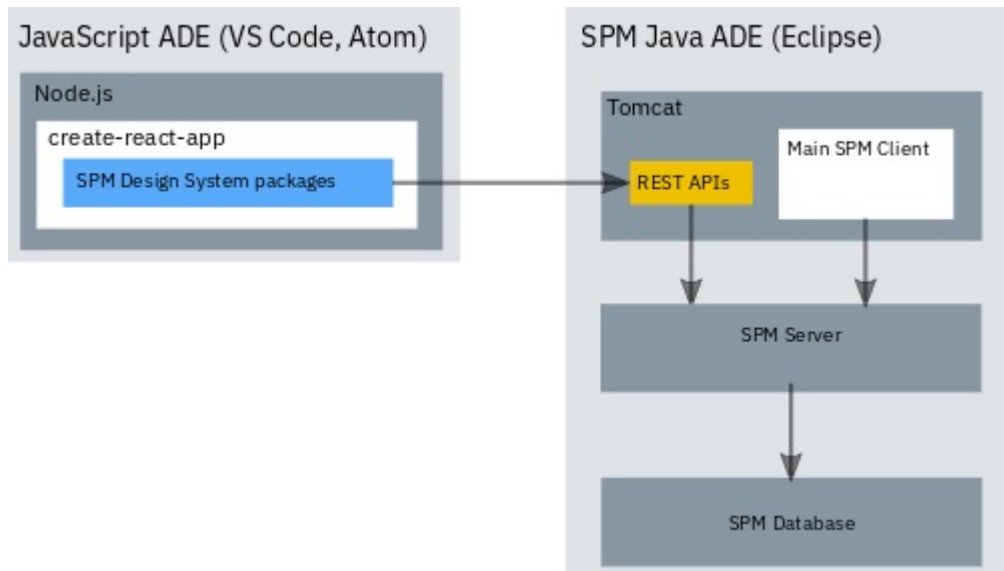 JavaScript ADE (VS Code, Atom)
Node.js
create-react-app
SPM Design System packages
SPM Java ADE (Eclipse)
Tomcat
REST APIs
Main SPM Client
SPM Server
SPM Database